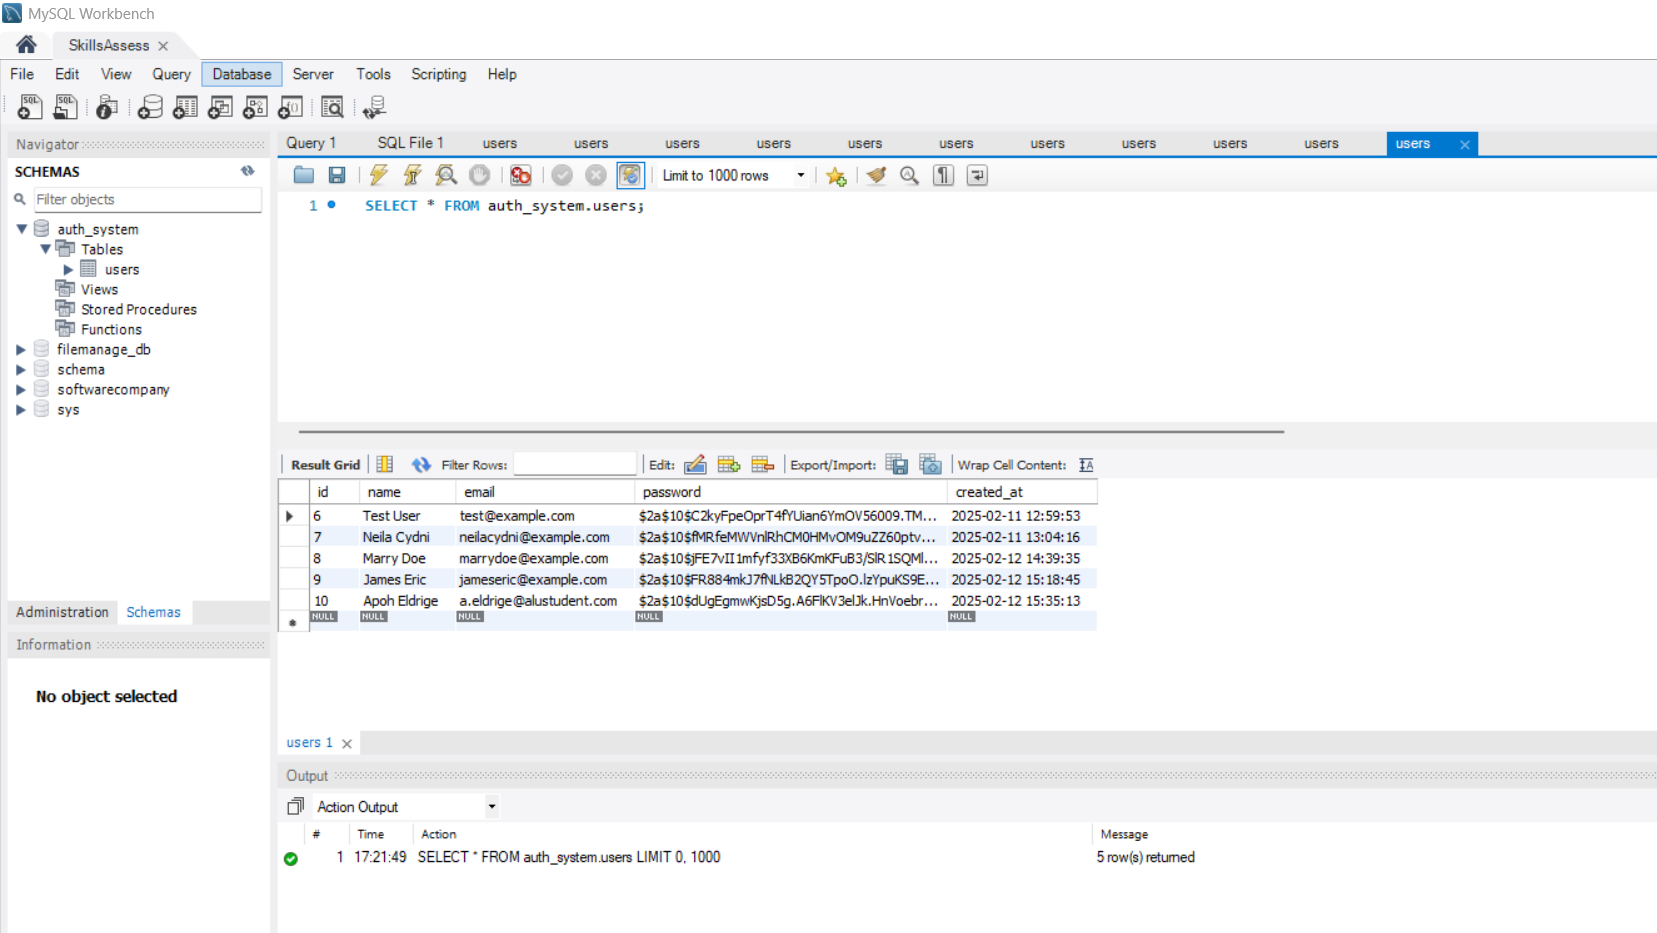 MySQL Workbench
SkillsAssess
File Edit View Query Database Server Tools Scripting Help
Navigator
SCHEMAS
Filter objects
auth_system
Tables
users
Views
Stored Procedures
Functions
filemanage_db
schema
softwarecompany
sys
Administration Schemas
Information
No object selected
Query 1 SQL File 1 users users users users users users users users users users users
Limit to 1000 rows
1 SELECT * FROM auth_system.users;
Result Grid Filter Rows: Edit: Export/Import: Wrap Cell Content:
id name email password created_at
6 Test User test@example.com $2a$10$C2kyFpeOprT4fYUian6YmOV56009.TM... 2025-02-11 12:59:53
7 Neila Cydni neilacydni@example.com $2a$10$fMRfeMWVnlRhCM0HMvOM9uZZ60ptv... 2025-02-11 13:04:16
8 Marry Doe marrydoe@example.com $2a$10$jFE7vII1mfyf33XB6KmKFuB3/SlR1SQMl... 2025-02-12 14:39:35
9 James Eric jameseric@example.com $2a$10$FR884mkJ7fNLkB2QY5TpoO.lzYpuKS9E... 2025-02-12 15:18:45
10 Apoh Eldrige a.eldrige@alustudent.com $2a$10$dUgEgmwKjsD5g.A6FlKV3elJk.HnVoebr... 2025-02-12 15:35:13
NULL NULL NULL NULL NULL
users 1
Output
Action Output
# Time Action Message
1 17:21:49 SELECT * FROM auth_system.users LIMIT 0, 1000 5 row(s) returned